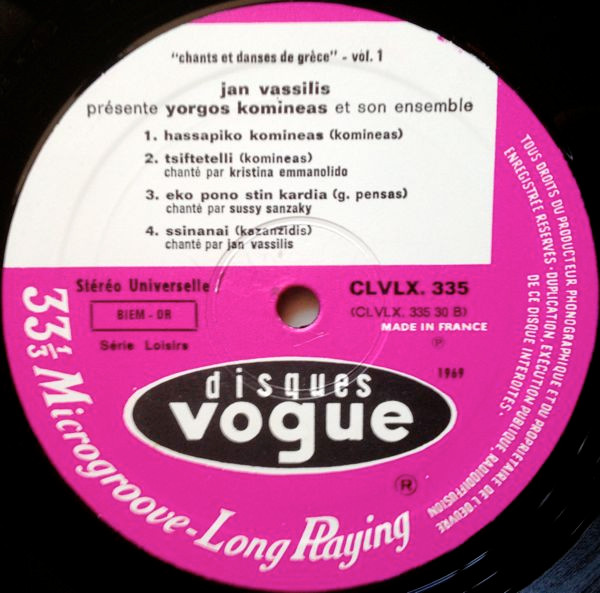 "chants et danses de grèce" - vol. 1
jan vassilis
présente yorgos komineas et son ensemble
1. hassapiko komineas (komineas)
2. tsiftetelli (komineas)
chanté par kristina emmanolido
3. eko pono stin kardia (g. pensas)
chanté par sussy sanzaky
4. ssinanai (kazanzidis)
chanté par jan vassilis
Stéréo Universelle
BIEM - DR
Série Loisirs
CLVLX. 335
(CLVLX. 335 30 B)
MADE IN FRANCE
℗
1969
disques
vogue
®
33 1/3 Microgroove - Long Playing
TOUS DROITS DU PRODUCTEUR PHONOGRAPHIQUE ET DU PROPRIETAIRE DE L'OEUVRE
ENREGISTRÉE RÉSERVÉS - DUPLICATION, EXÉCUTION PUBLIQUE, RADIODIFFUSION
DE CE DISQUE INTERDITES.